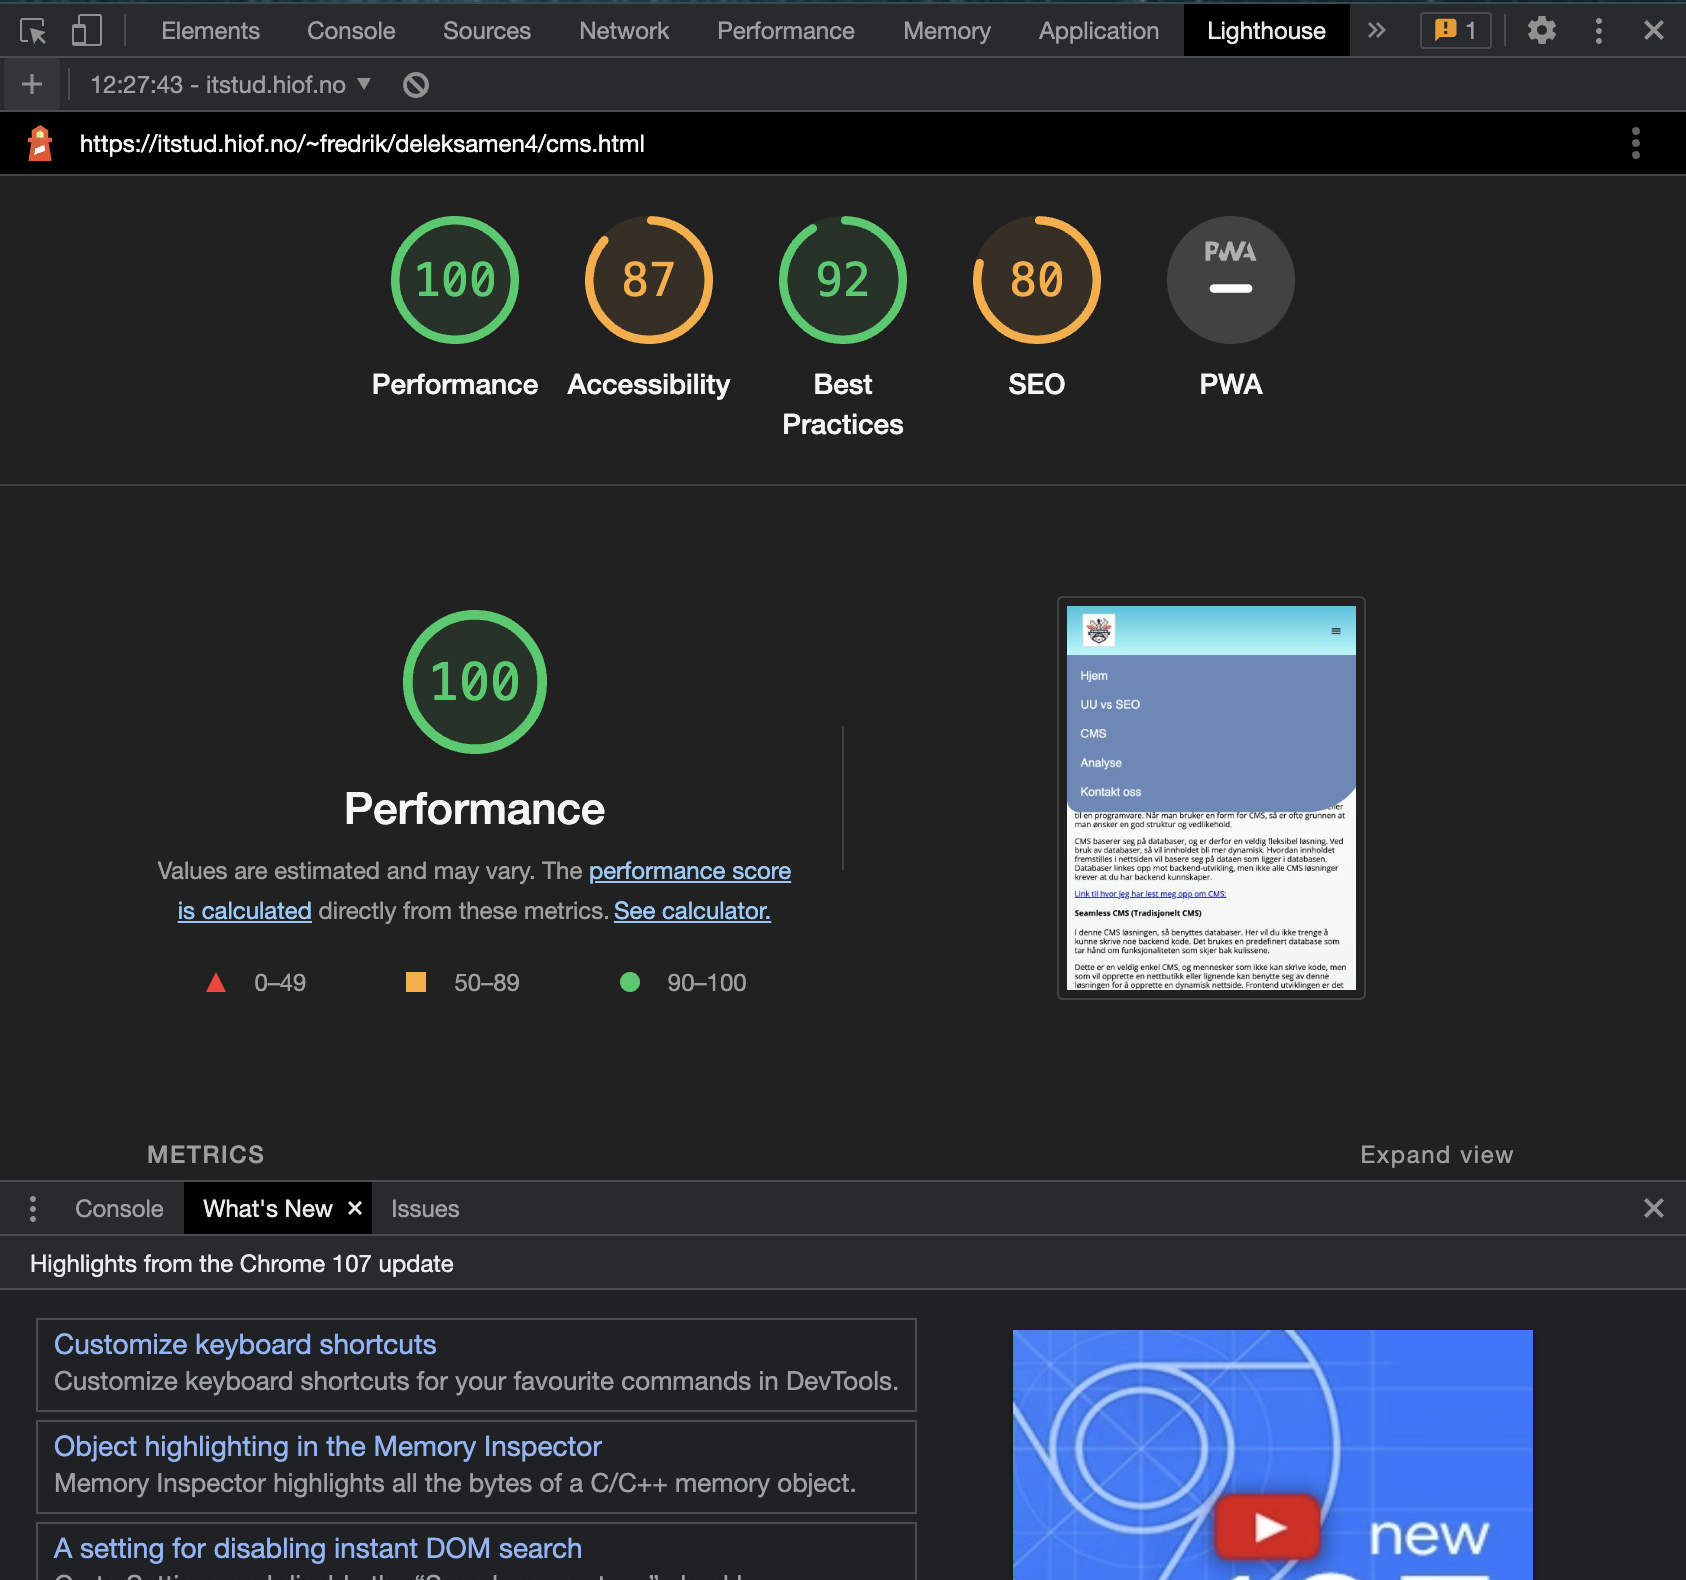 Elements Console Sources Network Performance Memory Application Lighthouse 1
12:27:43 - itstud.hiof.no
https://itstud.hiof.no/~fredrik/deleksamen4/cms.html
100 87 92 80 PWA
Performance Accessibility Best Practices SEO PWA
100
Performance
Values are estimated and may vary. The performance score
is calculated directly from these metrics. See calculator.
0–49 50–89 90–100
Hjem
UU vs SEO
CMS
Analyse
Kontakt oss
til en programvare. Når man bruker en form for CMS, så er ofte grunnen at
man ønsker en god struktur og vedlikehold.
CMS baserer seg på databaser, og er derfor en veldig fleksibel løsning. Ved
bruk av databaser, så vil innholdet bli mer dynamisk. Hvordan innholdet
fremstilles i nettsiden vil basere seg på dataen som ligger i databasen.
Databaser linkes opp mot backend-utvikling, men ikke alle CMS løsninger
krever at du har backend kunnskaper.
Link til hvor jeg har lest meg opp om CMS:
Seamless CMS (Tradisjonelt CMS)
I denne CMS løsningen, så benyttes databaser. Her vil du ikke trenge å
kunne skrive noe backend kode. Det brukes en predefinert database som
tar hånd om funksjonaliteten som skjer bak kulissene.
Dette er en veldig enkel CMS, og mennesker som ikke kan skrive kode, men
som vil opprette en nettbutikk eller lignende kan benytte seg av denne
løsningen for å opprette en dynamisk nettside. Frontend utviklingen er det
METRICS Expand view
Console What's New Issues
Highlights from the Chrome 107 update
Customize keyboard shortcuts
Customize keyboard shortcuts for your favourite commands in DevTools.
Object highlighting in the Memory Inspector
Memory Inspector highlights all the bytes of a C/C++ memory object.
A setting for disabling instant DOM search
new